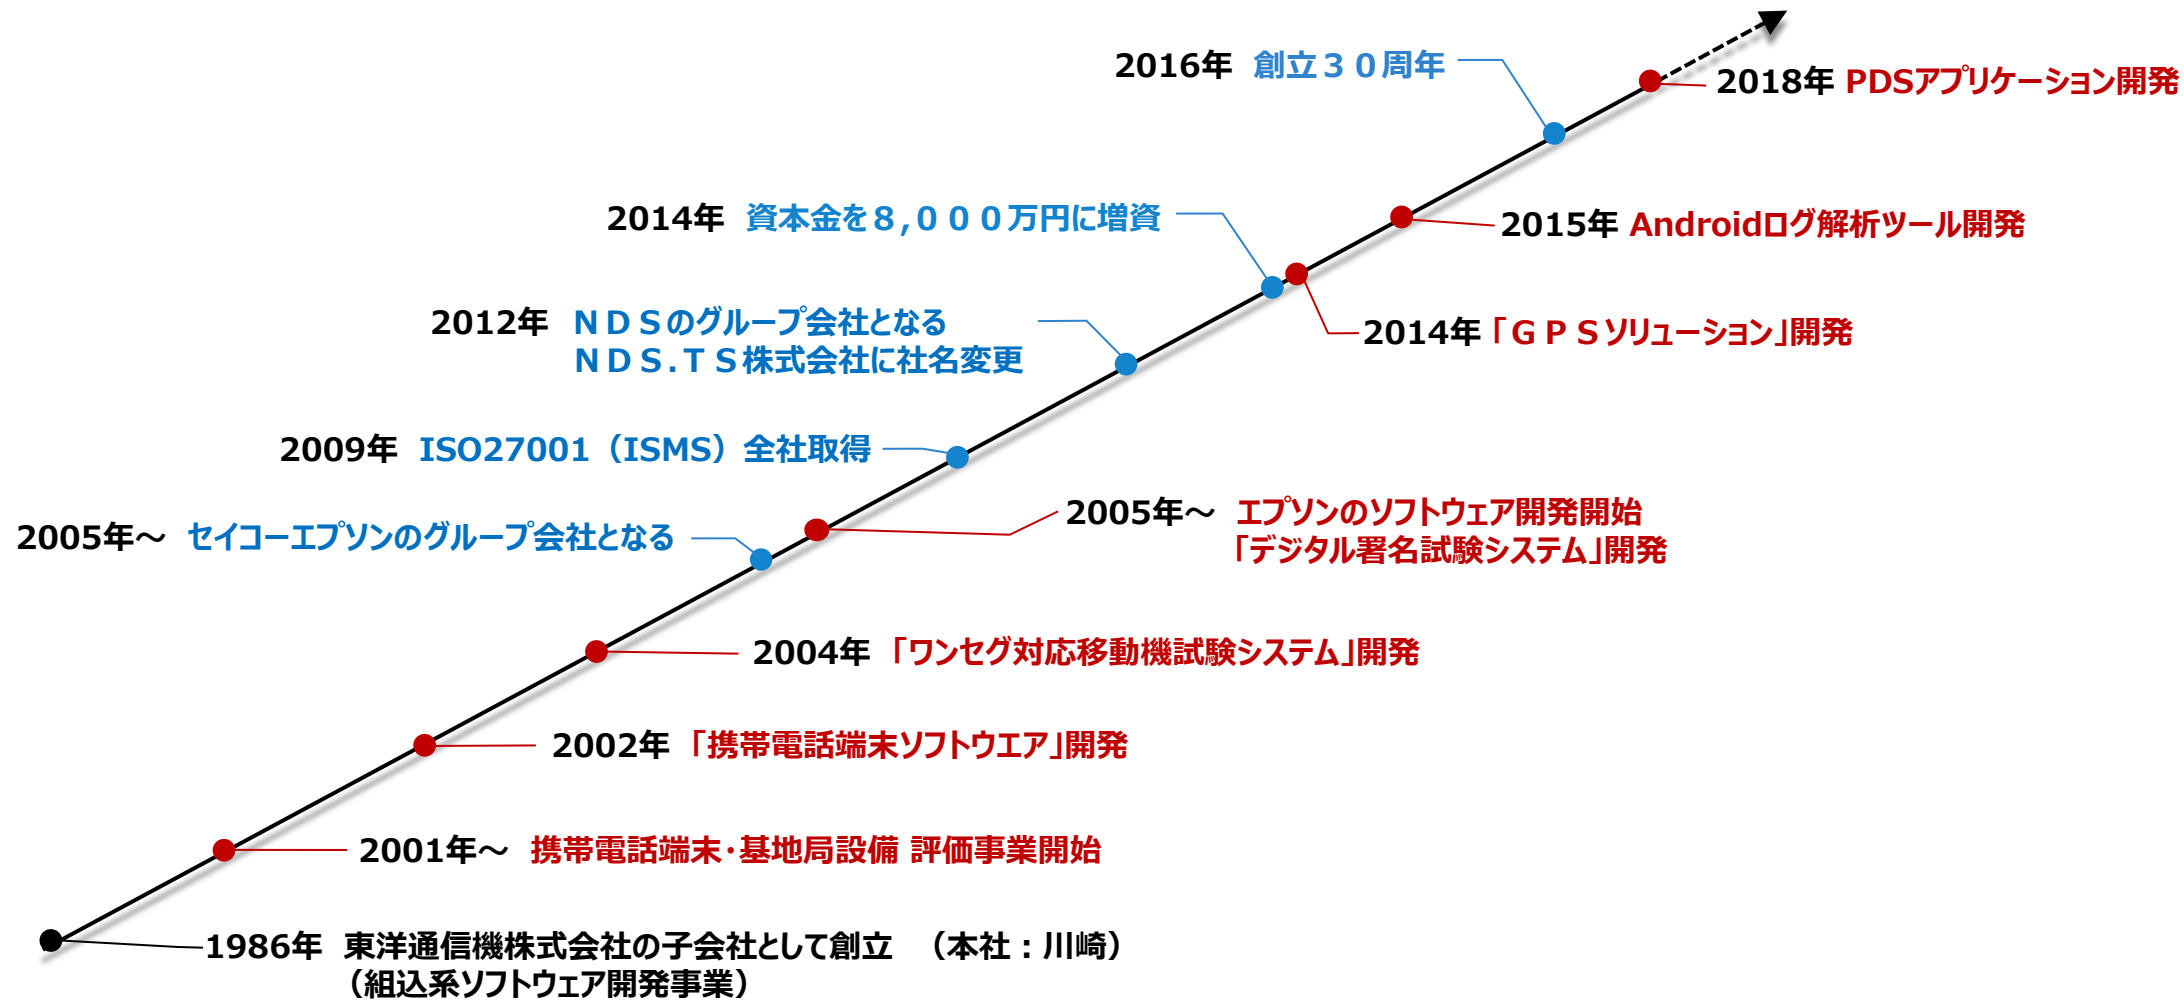 2016年 創立３０周年
2018年 PDSアプリケーション開発
2014年 資本金を８,０００万円に増資
2015年 Androidログ解析ツール開発
2012年 ＮＤＳのグループ会社となる
ＮＤＳ.ＴＳ株式会社に社名変更
2014年 「ＧＰＳソリューション」開発
2009年 ISO27001（ISMS）全社取得
2005年～ エプソンのソフトウェア開発開始
「デジタル署名試験システム」開発
2005年～ セイコーエプソンのグループ会社となる
2004年 「ワンセグ対応移動機試験システム」開発
2002年 「携帯電話端末ソフトウエア」開発
2001年～ 携帯電話端末・基地局設備 評価事業開始
1986年 東洋通信機株式会社の子会社として創立 （本社：川崎）
（組込系ソフトウェア開発事業）